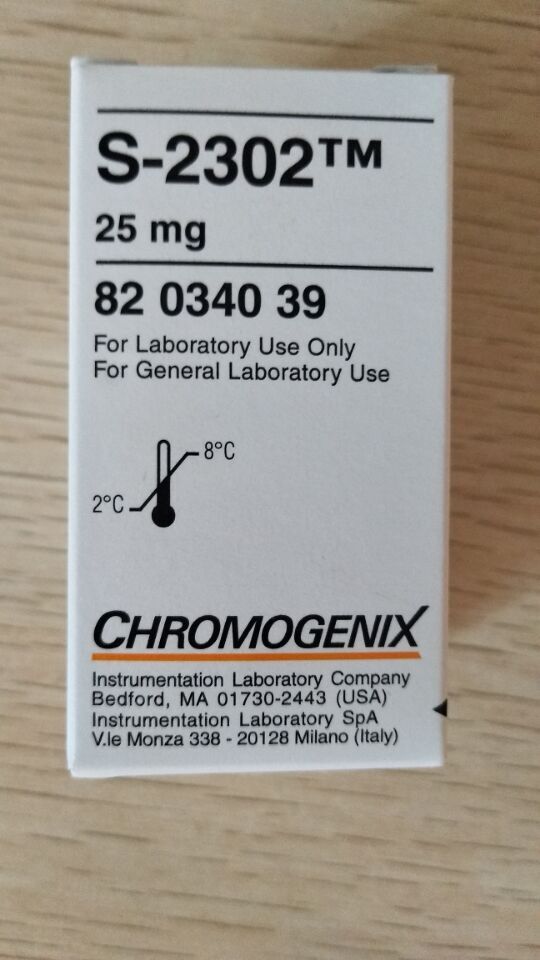 S-2302™
25 mg
82 0340 39
For Laboratory Use Only
For General Laboratory Use
8°C
2°C
CHROMOGENIX
Instrumentation Laboratory Company
Bedford, MA 01730-2443 (USA)
Instrumentation Laboratory SpA
V.le Monza 338 - 20128 Milano (Italy)